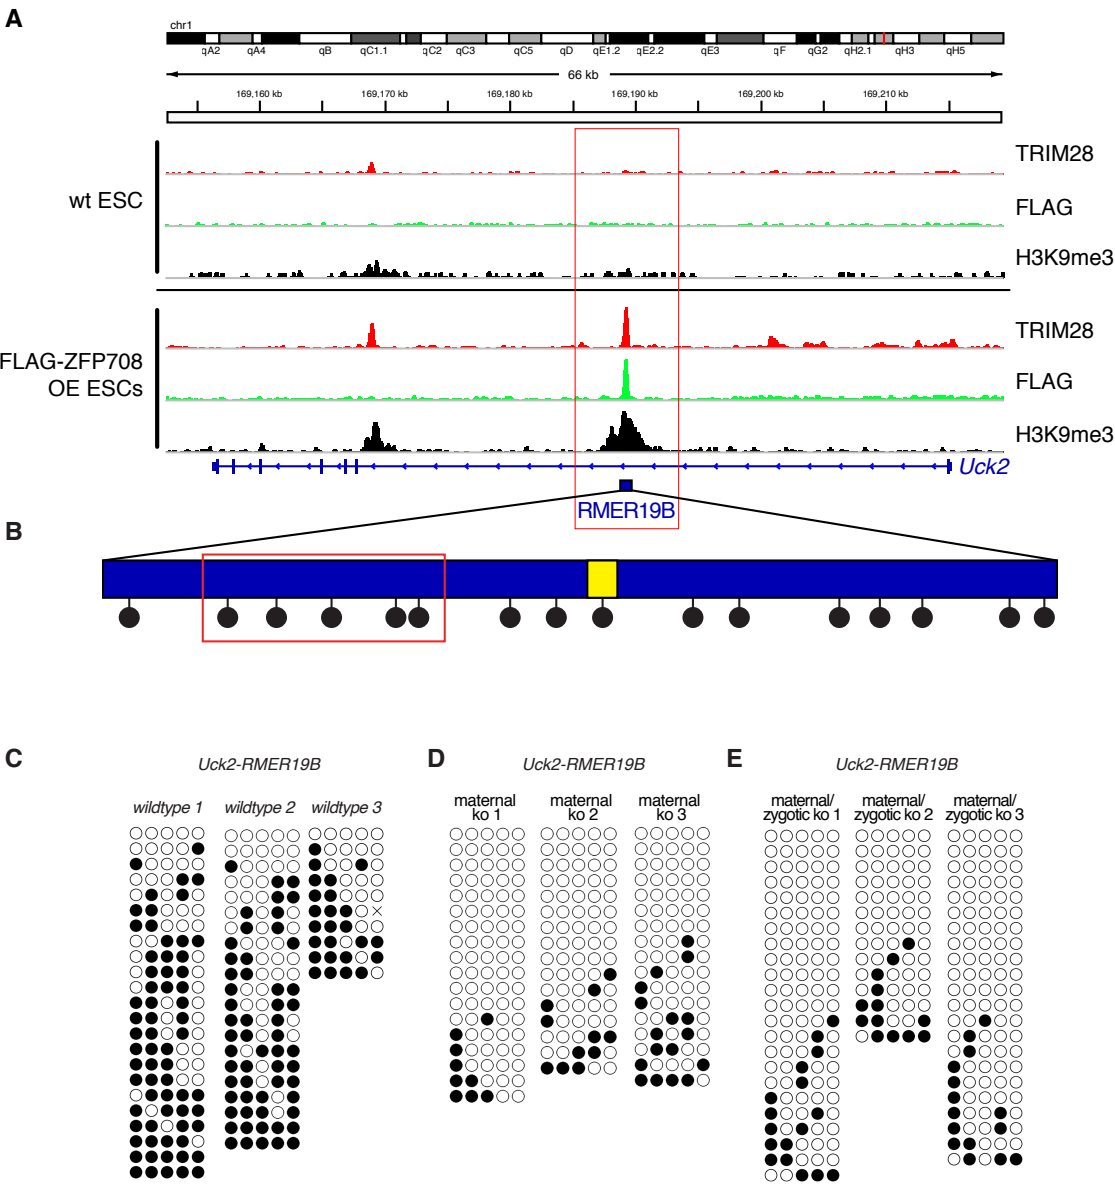 A
chr1
qA2 qA4 qB qC1.1 qC2 qC3 qC5 qD qE1.2 qE2.2 qE3 qF qG2 qH2.1 qH3 qH5
66 kb
169,160 kb 169,170 kb 169,180 kb 169,190 kb 169,200 kb 169,210 kb
wt ESC
TRIM28
FLAG
H3K9me3
FLAG-ZFP708
OE ESCs
TRIM28
FLAG
H3K9me3
Uck2
RMER19B
B
C
Uck2-RMER19B
wildtype 1 wildtype 2 wildtype 3
D
Uck2-RMER19B
maternal ko 1
maternal ko 2
maternal ko 3
E
Uck2-RMER19B
maternal/ zygotic ko 1
maternal/ zygotic ko 2
maternal/ zygotic ko 3